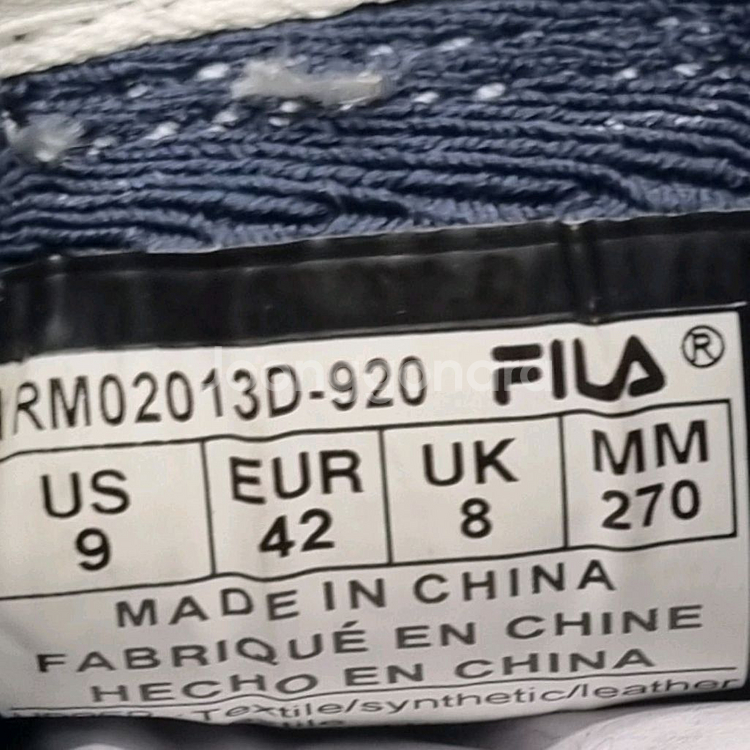 1RM02013D-920 FILA®
US EUR UK MM
9 42 8 270
MADE IN CHINA
FABRIQUÉ EN CHINE
HECHO EN CHINA
Textile/synthetic/leather